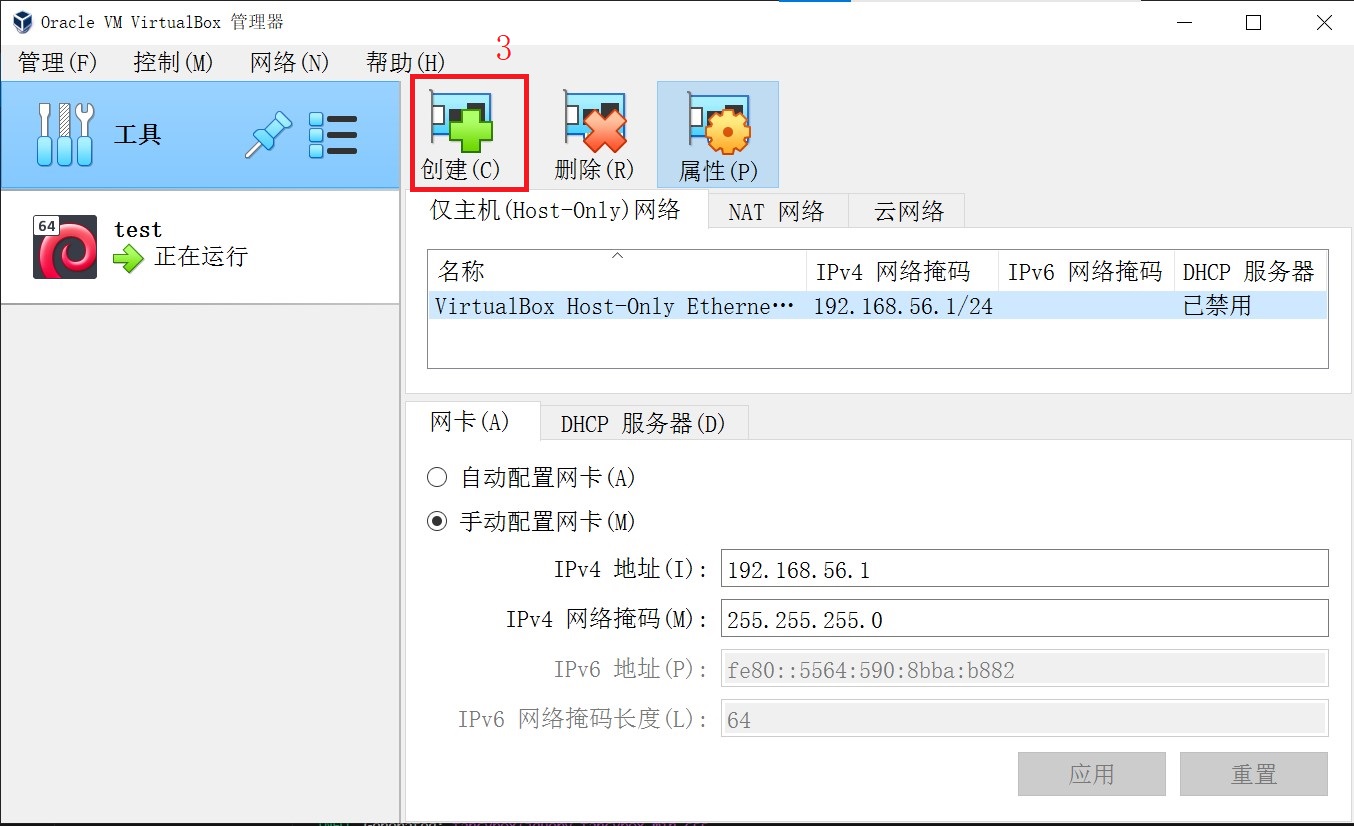 Oracle VM VirtualBox 管理器
管理(F) 控制(M) 网络(N) 帮助(H)
3
工具
创建(C) 删除(R) 属性(P)
64
test
正在运行
仅主机(Host-Only)网络 NAT 网络 云网络
名称 IPv4 网络掩码 IPv6 网络掩码 DHCP 服务器
VirtualBox Host-Only Etherne… 192.168.56.1/24 已禁用
网卡(A) DHCP 服务器(D)
自动配置网卡(A)
手动配置网卡(M)
IPv4 地址(I): 192.168.56.1
IPv4 网络掩码(M): 255.255.255.0
IPv6 地址(P): fe80::5564:590:8bba:b882
IPv6 网络掩码长度(L): 64
应用 重置